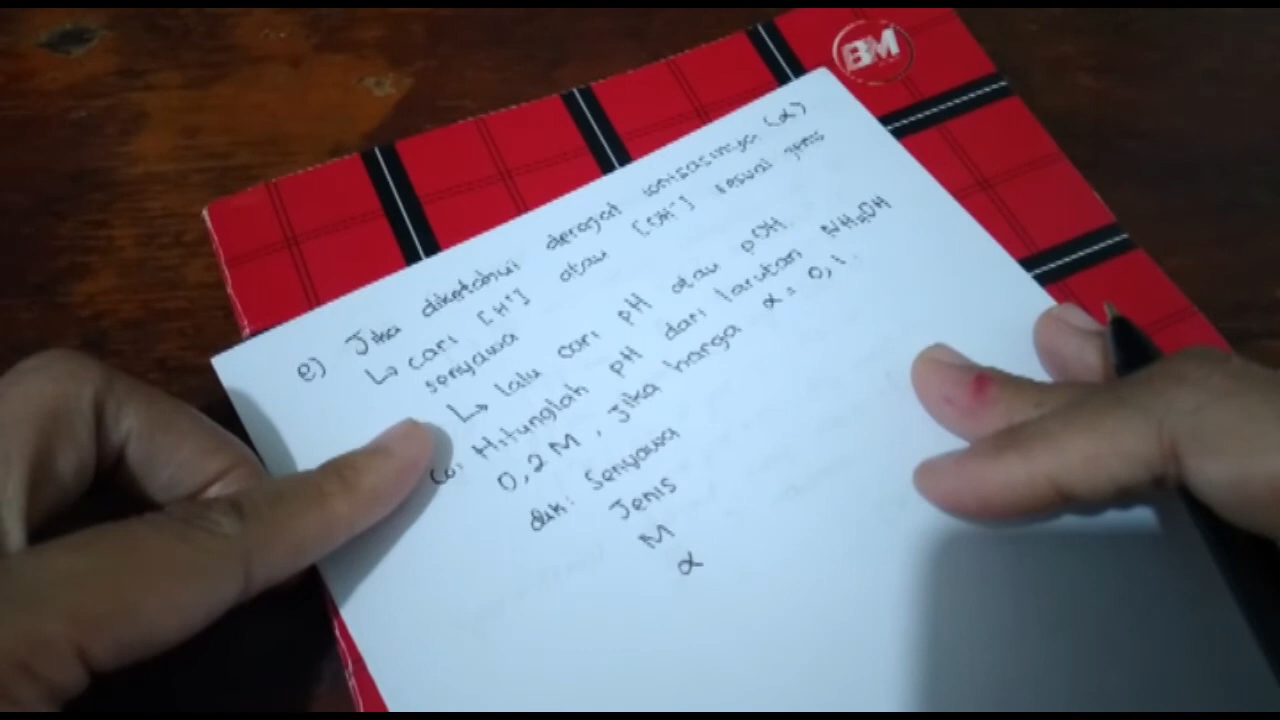 BM
e) Jika diketahui derajat ionisasinya (α)
↳ cari [H⁺] atau [OH⁻] sesuai jenis
senyawa
↳ lalu cari pH atau pOH.
Hitunglah pH dari larutan NH₄OH
0,2 M, Jika harga α = 0,1.
dik: Senyawa
Jenis
M
α